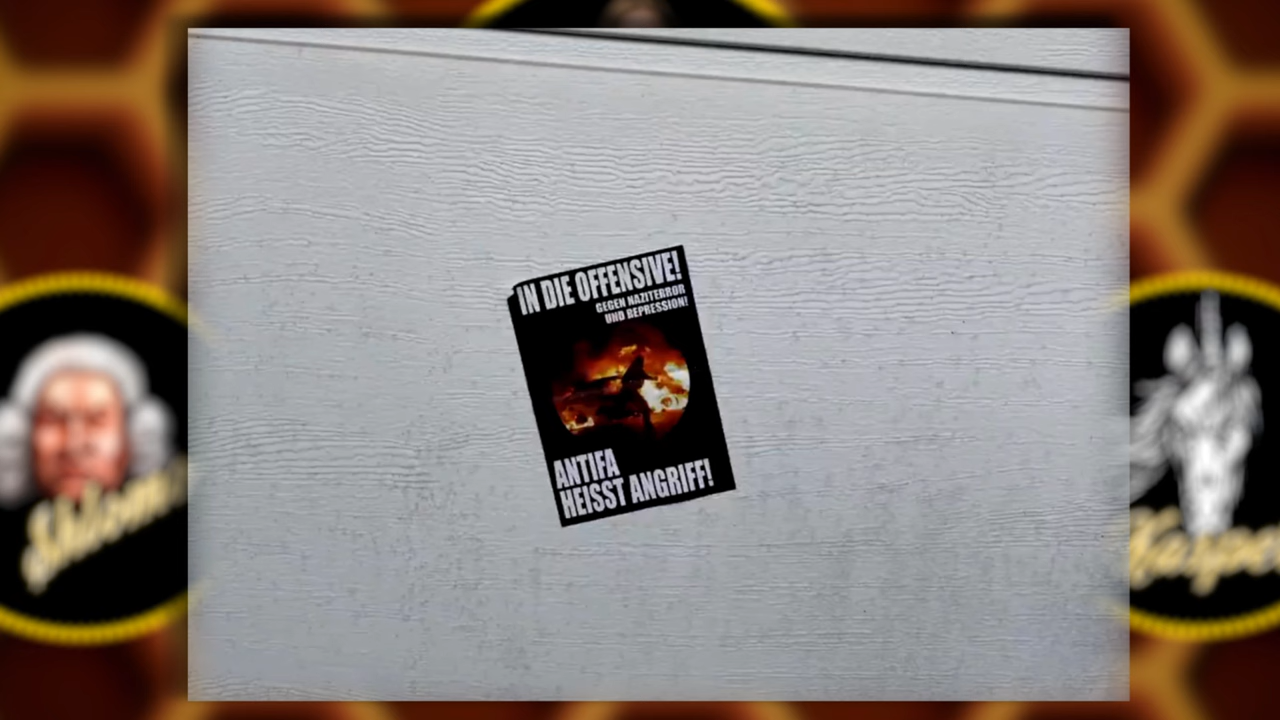 IN DIE OFFENSIVE!
GEGEN NAZITERROR
UND REPRESSION!
ANTIFA
HEISST ANGRIFF!